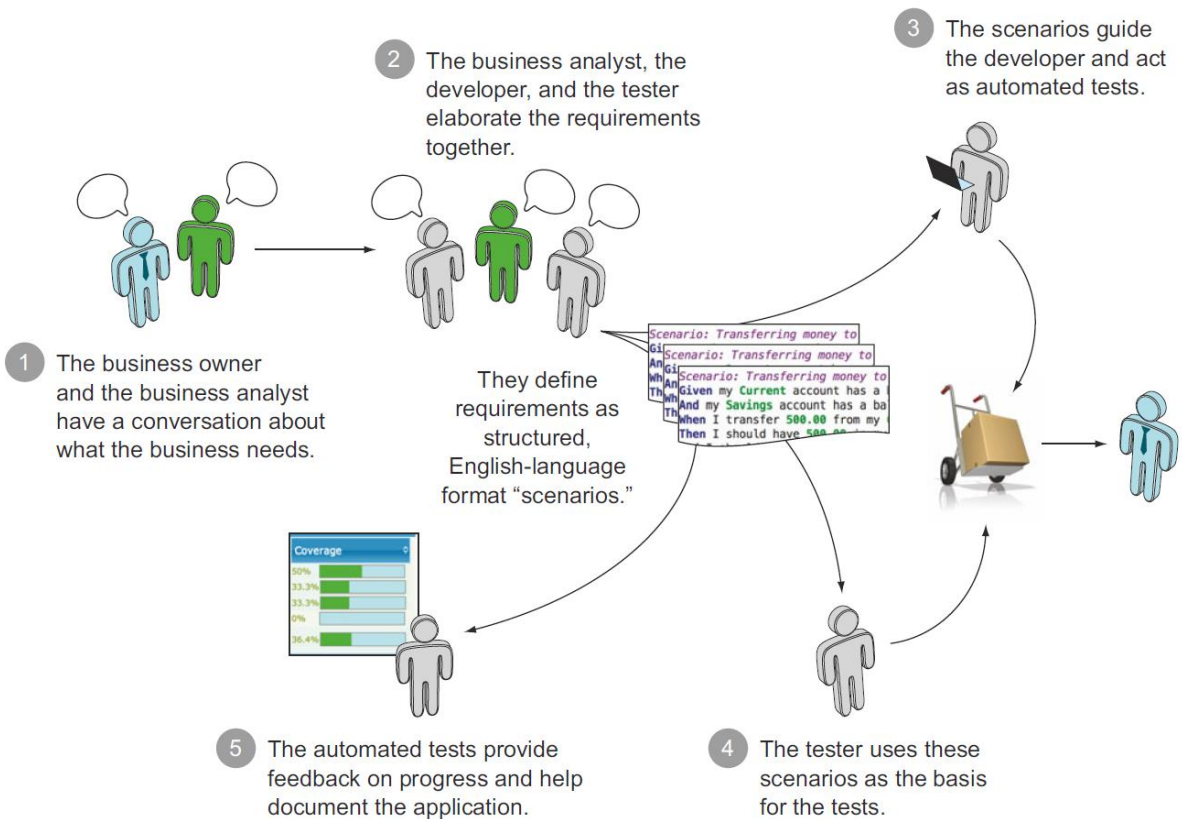 1
The business owner
and the business analyst
have a conversation about
what the business needs.
2
The business analyst, the
developer, and the tester
elaborate the requirements
together.
They define
requirements as
structured,
English-language
format “scenarios.”
Scenario: Transferring money to
Scenario: Transferring money to
Scenario: Transferring money to
Given my Current account has a
And my Savings account has a ba
When I transfer 500.00 from my
Then I should have 500.00
3
The scenarios guide
the developer and act
as automated tests.
4
The tester uses these
scenarios as the basis
for the tests.
Coverage
50%
33.3%
33.3%
0%
36.4%
5
The automated tests provide
feedback on progress and help
document the application.